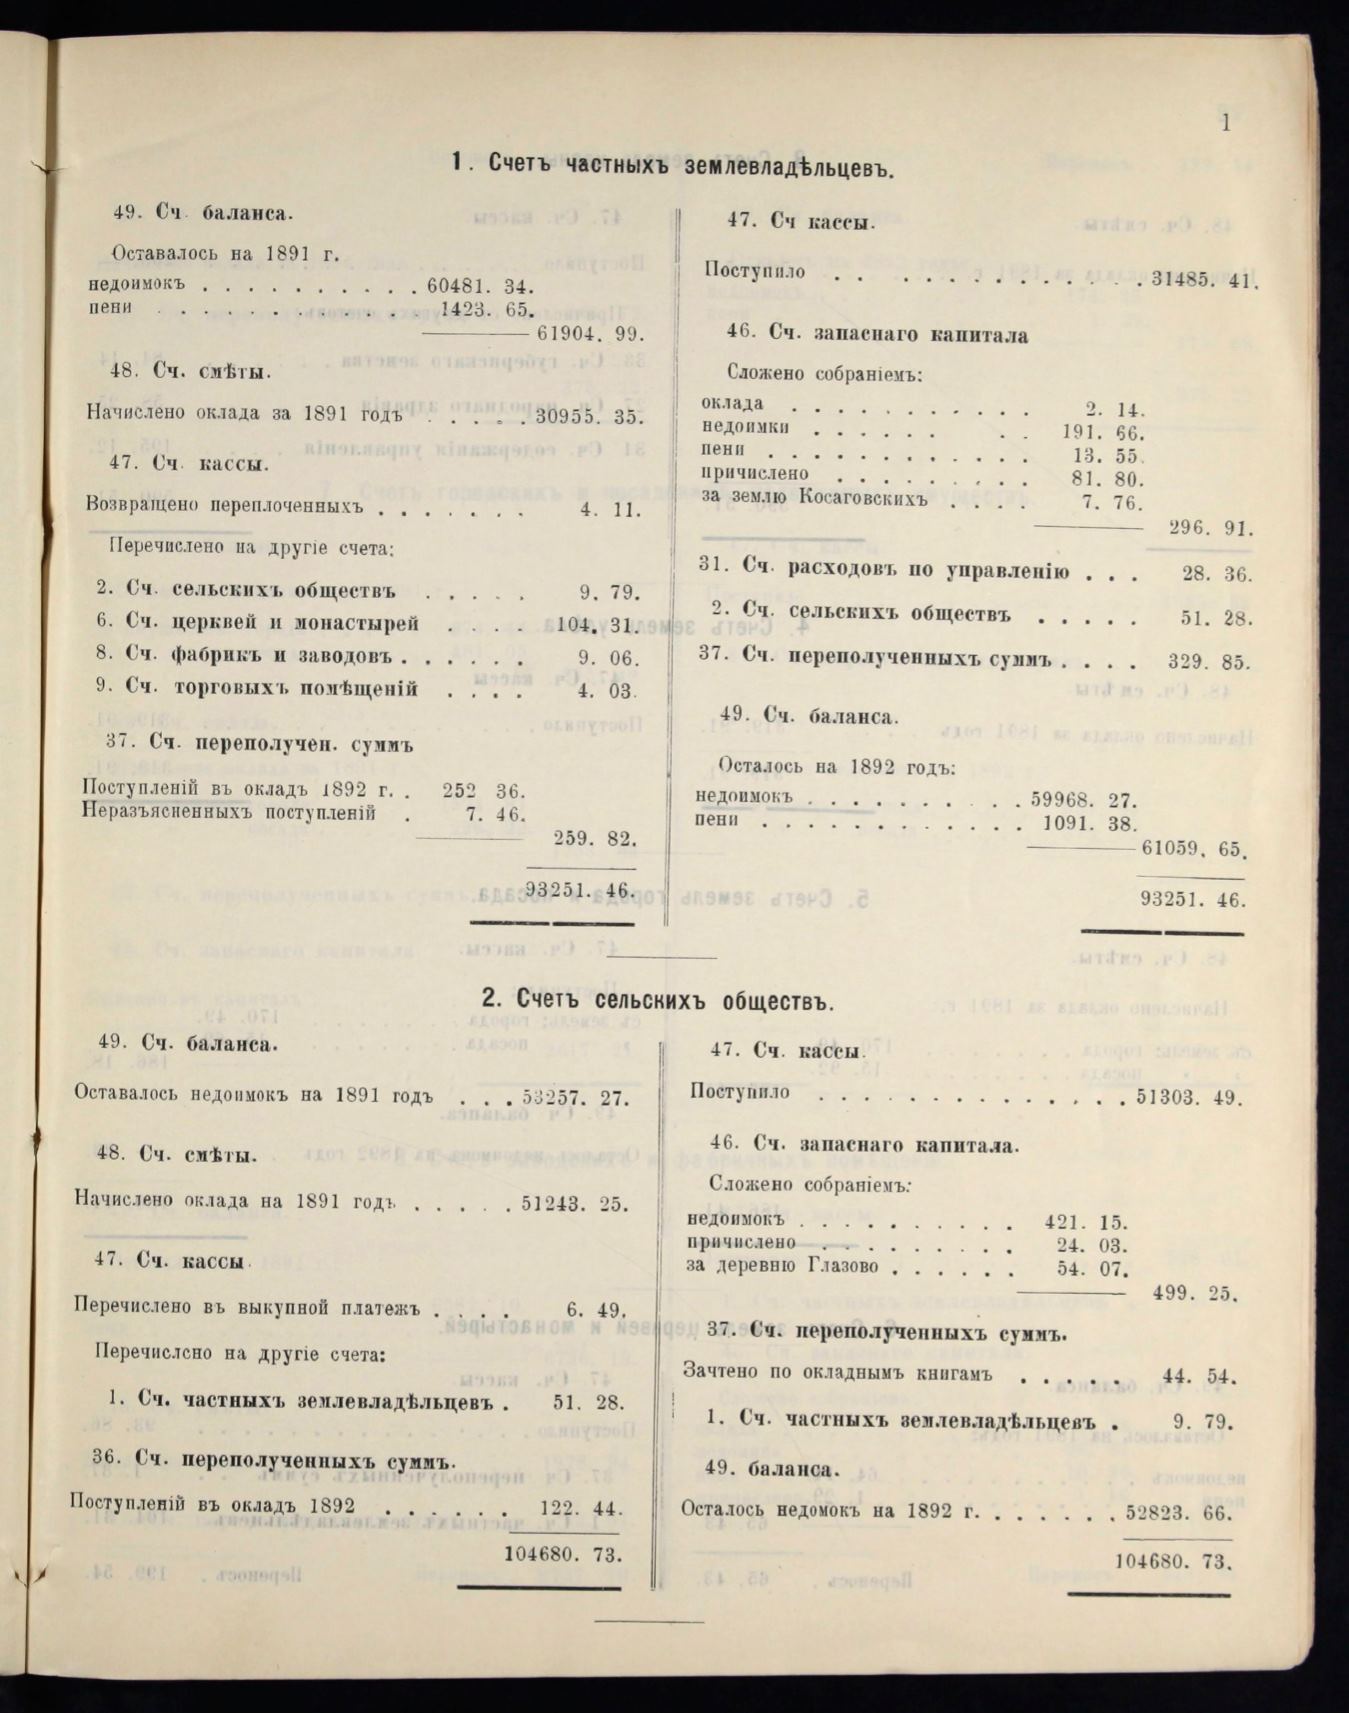 1
1. Счетъ частныхъ землевладѣльцевъ.
49. Сч. баланса.
Оставалось на 1891 г.
недоимокъ . . . . . . . . . . 60481. 34.
пени . . . . . . . . . . . . 1423. 65.
61904. 99.
48. Сч. смѣты.
Начислено оклада за 1891 годъ . . . . . 30955. 35.
47. Сч. кассы.
Возвращено переплоченныхъ . . . . . . . 4. 11.
Перечислено на другіе счета:
2. Сч. сельскихъ обществъ . . . . . 9. 79.
6. Сч. церквей и монастырей . . . . 104. 31.
8. Сч. фабрикъ и заводовъ . . . . . . 9. 06.
9. Сч. торговыхъ помѣщеній . . . . 4. 03.
37. Сч. переполучен. суммъ
Поступленій въ окладъ 1892 г. . 252 36.
Неразъясненныхъ поступленій . 7. 46.
259. 82.
93251. 46.
47. Сч кассы.
Поступило . . . . . . . . . . . . . 31485. 41.
46. Сч. запаснаго капитала
Сложено собраніемъ:
оклада . . . . . . . . . . . 2. 14.
недоимки . . . . . . . . 191. 66.
пени . . . . . . . . . . . . 13. 55.
причислено . . . . . . . . . 81. 80.
за землю Косаговскихъ . . . . 7. 76.
296. 91.
31. Сч. расходовъ по управленію . . . 28. 36.
2. Сч. сельскихъ обществъ . . . . . 51. 28.
37. Сч. переполученныхъ суммъ . . . . 329. 85.
49. Сч. баланса.
Осталось на 1892 годъ:
недоимокъ . . . . . . . . . . 59968. 27.
пени . . . . . . . . . . . . 1091. 38.
61059. 65.
93251. 46.
2. Счетъ сельскихъ обществъ.
49. Сч. баланса.
Оставалось недоимокъ на 1891 годъ . . . 53257. 27.
48. Сч. смѣты.
Начислено оклада на 1891 годъ . . . . . 51243. 25.
47. Сч. кассы.
Перечислено въ выкупной платежъ . . . . 6. 49.
Перечислено на другіе счета:
1. Сч. частныхъ землевладѣльцевъ . 51. 28.
36. Сч. переполученныхъ суммъ.
Поступленій въ окладъ 1892 . . . . . . 122. 44.
104680. 73.
47. Сч. кассы.
Поступило . . . . . . . . . . . . . . 51303. 49.
46. Сч. запаснаго капитала.
Сложено собраніемъ:
недоимокъ . . . . . . . . . . 421. 15.
причислено . . . . . . . . . 24. 03.
за деревню Глазово . . . . . . 54. 07.
499. 25.
37. Сч. переполученныхъ суммъ.
Зачтено по окладнымъ книгамъ . . . . . 44. 54.
1. Сч. частныхъ землевладѣльцевъ . 9. 79.
49. баланса.
Осталось недомокъ на 1892 г. . . . . . . 52823. 66.
104680. 73.